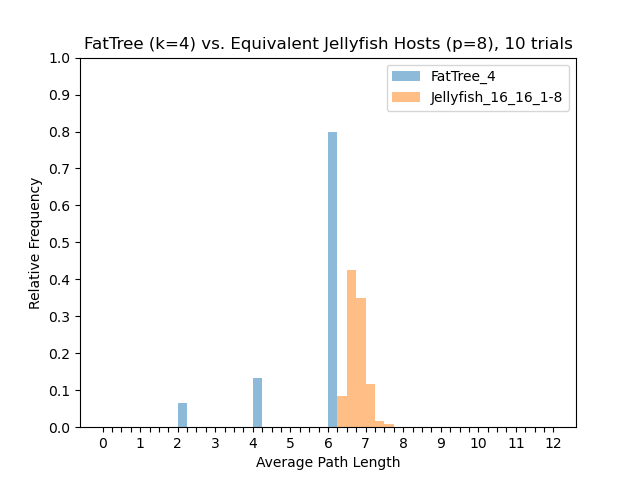 FatTree (k=4) vs. Equivalent Jellyfish Hosts (p=8), 10 trials
1.0
0.9
0.8
0.7
0.6
0.5
0.4
0.3
0.2
0.1
0.0
Relative Frequency
FatTree_4
Jellyfish_16_16_1-8
0 1 2 3 4 5 6 7 8 9 10 11 12
Average Path Length